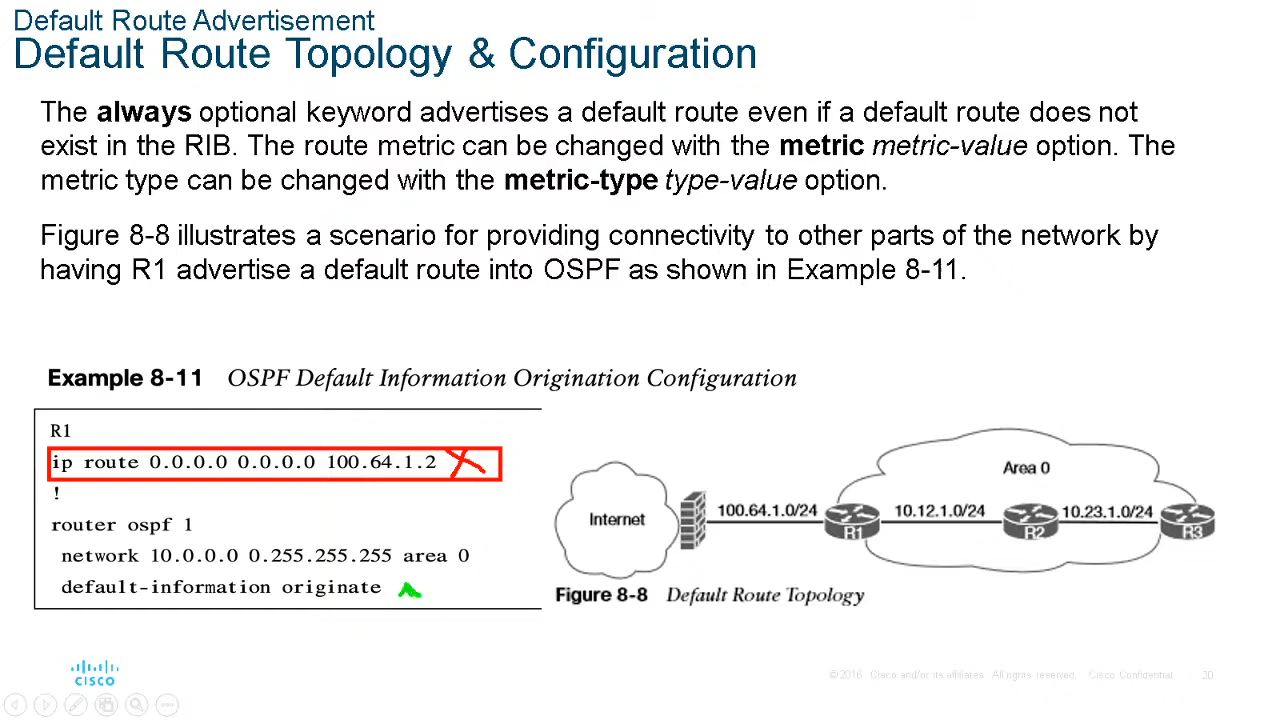 Default Route Advertisement
Default Route Topology & Configuration
The always optional keyword advertises a default route even if a default route does not
exist in the RIB. The route metric can be changed with the metric metric-value option. The
metric type can be changed with the metric-type type-value option.
Figure 8-8 illustrates a scenario for providing connectivity to other parts of the network by
having R1 advertise a default route into OSPF as shown in Example 8-11.
Example 8-11 OSPF Default Information Origination Configuration
R1
ip route 0.0.0.0 0.0.0.0 100.64.1.2
!
router ospf 1
network 10.0.0.0 0.255.255.255 area 0
default-information originate
Area 0
Internet
100.64.1.0/24
10.12.1.0/24
10.23.1.0/24
R1
R2
R3
Figure 8-8 Default Route Topology
CISCO
© 2016 Cisco and/or its affiliates. All rights reserved. Cisco Confidential
20